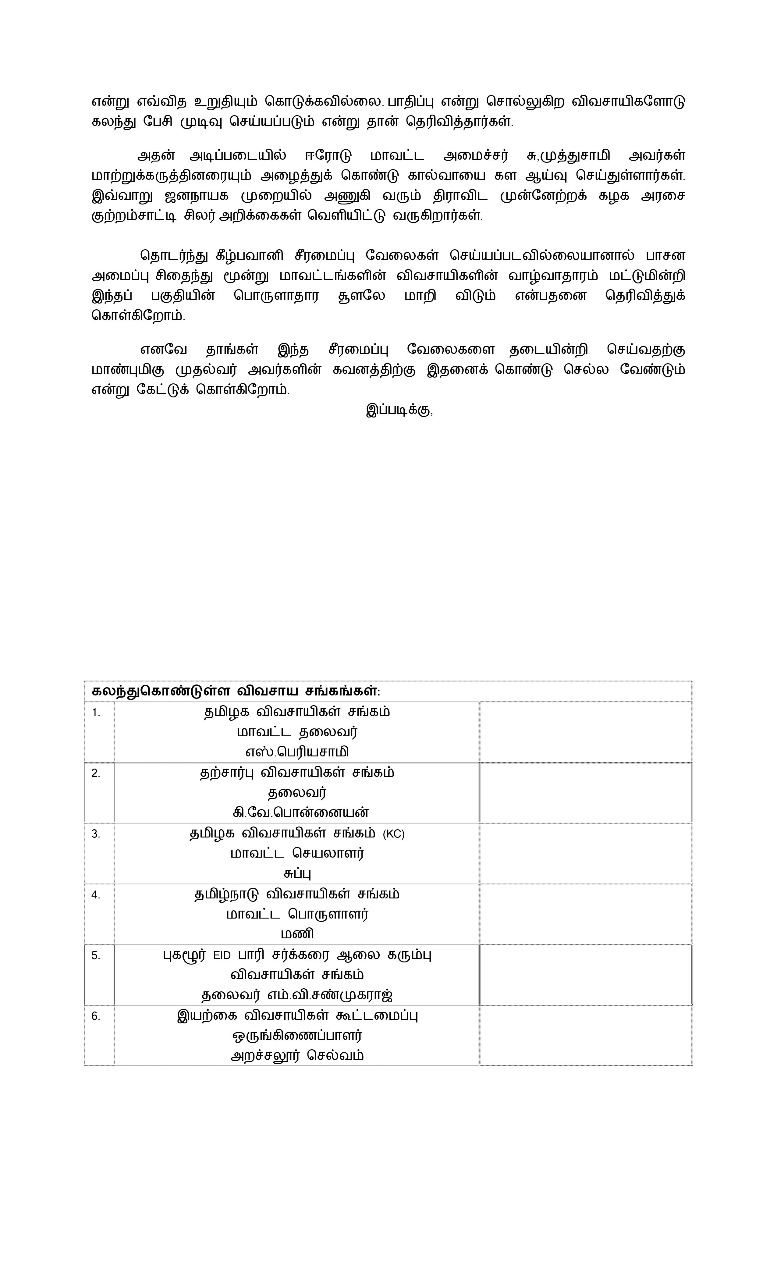 என்று எவ்வித உறுதியும் கொடுக்கவில்லை. பாதிப்பு என்று சொல்லுகிற விவசாயிகளோடு
கலந்து பேசி முடிவு செய்யப்படும் என்று தான் தெரிவித்தார்கள்.
அதன் அடிப்படையில் ஈரோடு மாவட்ட அமைச்சர் சு,முத்துசாமி அவர்கள்
மாற்றுக்கருத்தினரையும் அழைத்துக் கொண்டு கால்வாயை கள ஆய்வு செய்துள்ளார்கள்.
இவ்வாறு ஜனநாயக முறையில் அணுகி வரும் திராவிட முன்னேற்றக் கழக அரசை
குற்றம்சாட்டி சிலர் அறிக்கைகள் வெளியிட்டு வருகிறார்கள்.
தொடர்ந்து கீழ்பவானி சீரமைப்பு வேலைகள் செய்யப்படவில்லையானால் பாசன
அமைப்பு சிதைந்து மூன்று மாவட்டங்களின் விவசாயிகளின் வாழ்வாதாரம் மட்டுமின்றி
இந்தப் பகுதியின் பொருளாதார சூளலே மாறி விடும் என்பதனை தெரிவித்துக்
கொள்கிறோம்.
எனவே தாங்கள் இந்த சீரமைப்பு வேலைகளை தடையின்றி செய்வதற்கு
மாண்புமிகு முதல்வர் அவர்களின் கவனத்திற்கு இதனைக் கொண்டு செல்ல வேண்டும்
என்று கேட்டுக் கொள்கிறோம்.
இப்படிக்கு,
கலந்துகொண்டுள்ள விவசாய சங்கங்கள்:
1. தமிழக விவசாயிகள் சங்கம்
மாவட்ட தலைவர்
எஸ்.பெரியசாமி
2. தற்சார்பு விவசாயிகள் சங்கம்
தலைவர்
கி.வே.பொன்னையன்
3. தமிழக விவசாயிகள் சங்கம் (KC)
மாவட்ட செயலாளர்
சுப்பு
4. தமிழ்நாடு விவசாயிகள் சங்கம்
மாவட்ட பொருளாளர்
மணி
5. புகழூர் EID பாரி சர்க்கரை ஆலை கரும்பு
விவசாயிகள் சங்கம்
தலைவர் எம்.வி.சண்முகராஜ்
6. இயற்கை விவசாயிகள் கூட்டமைப்பு
ஒருங்கிணைப்பாளர்
அறச்சலூர் செல்வம்